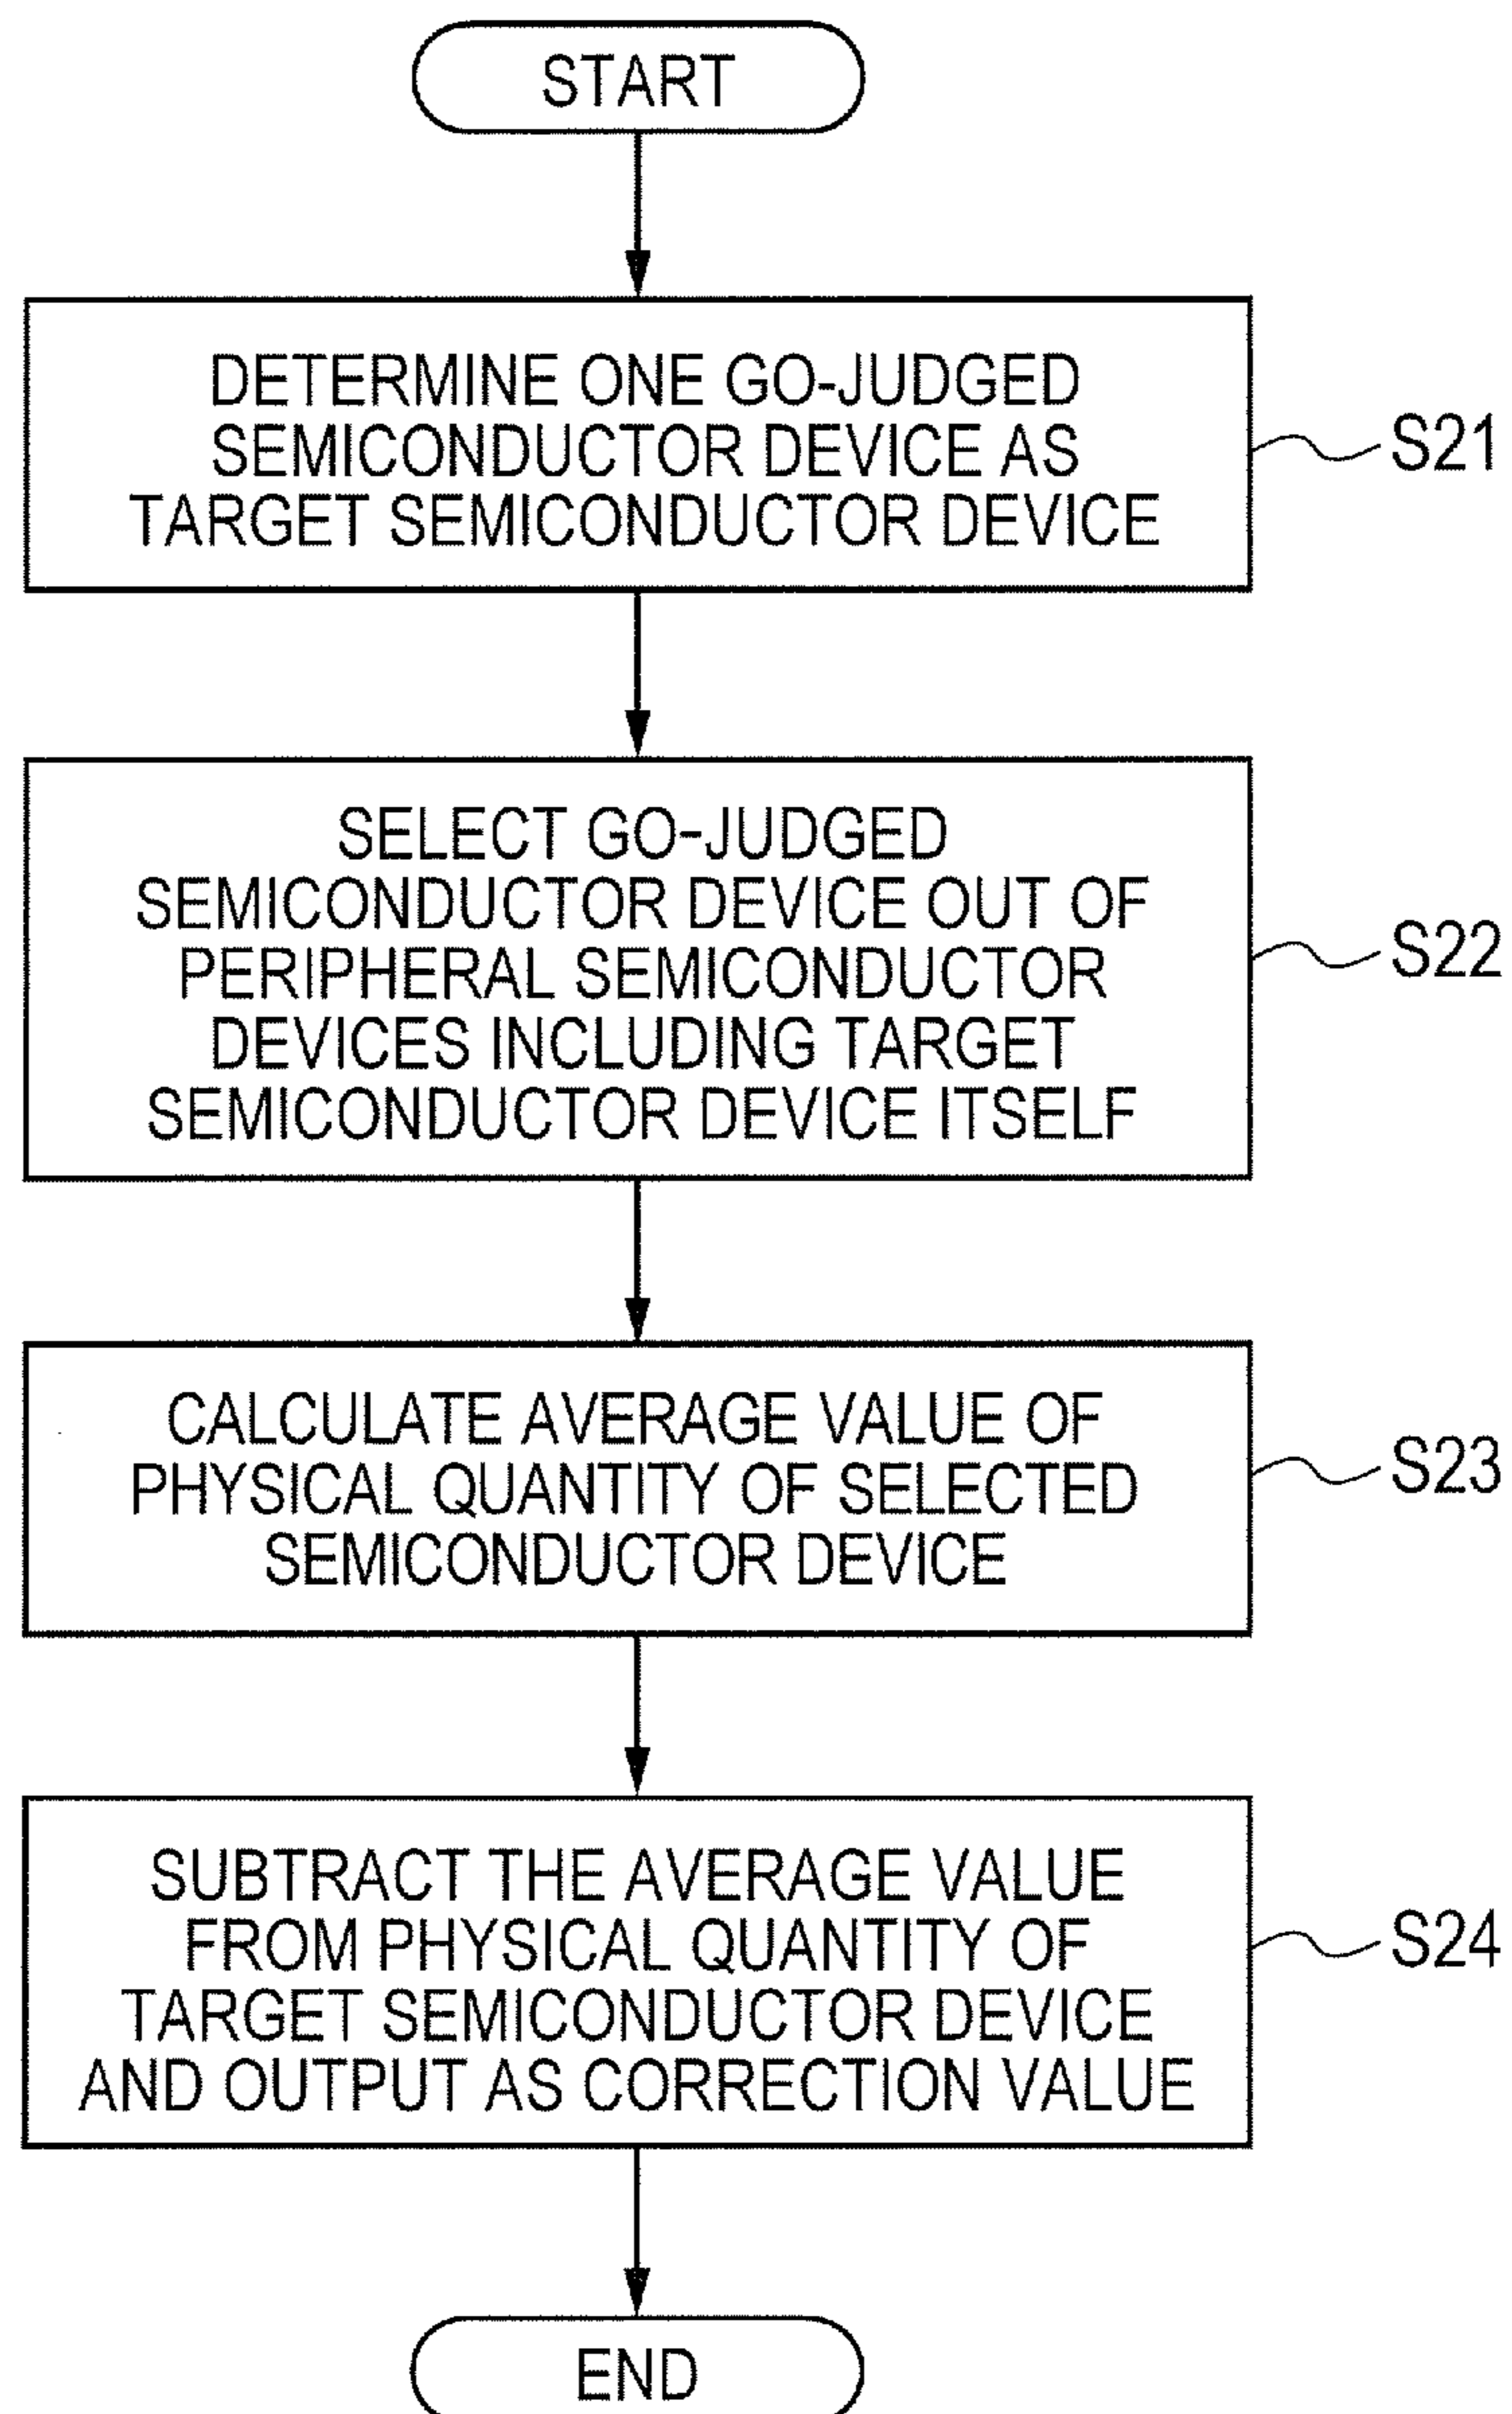 START
DETERMINE ONE GO-JUDGED
SEMICONDUCTOR DEVICE AS
TARGET SEMICONDUCTOR DEVICE
S21
SELECT GO-JUDGED
SEMICONDUCTOR DEVICE OUT OF
PERIPHERAL SEMICONDUCTOR
DEVICES INCLUDING TARGET
SEMICONDUCTOR DEVICE ITSELF
S22
CALCULATE AVERAGE VALUE OF
PHYSICAL QUANTITY OF SELECTED
SEMICONDUCTOR DEVICE
S23
SUBTRACT THE AVERAGE VALUE
FROM PHYSICAL QUANTITY OF
TARGET SEMICONDUCTOR DEVICE
AND OUTPUT AS CORRECTION VALUE
S24
END